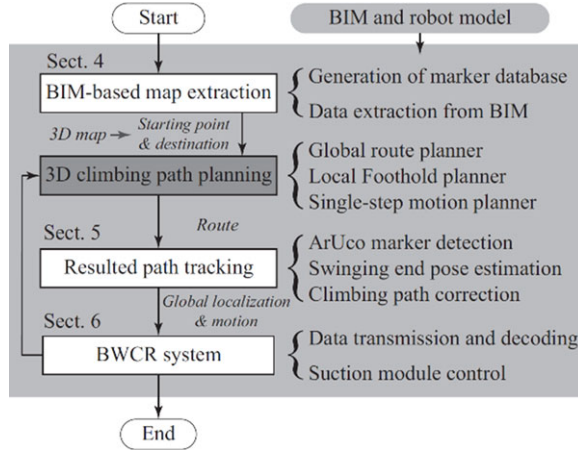 Start
BIM and robot model
Sect. 4
BIM-based map extraction
Generation of marker database
Data extraction from BIM
3D map
Starting point
& destination
3D climbing path planning
Global route planner
Local Foothold planner
Single-step motion planner
Route
Sect. 5
Resulted path tracking
ArUco marker detection
Swinging end pose estimation
Climbing path correction
Global localization
& motion
Sect. 6
BWCR system
Data transmission and decoding
Suction module control
End